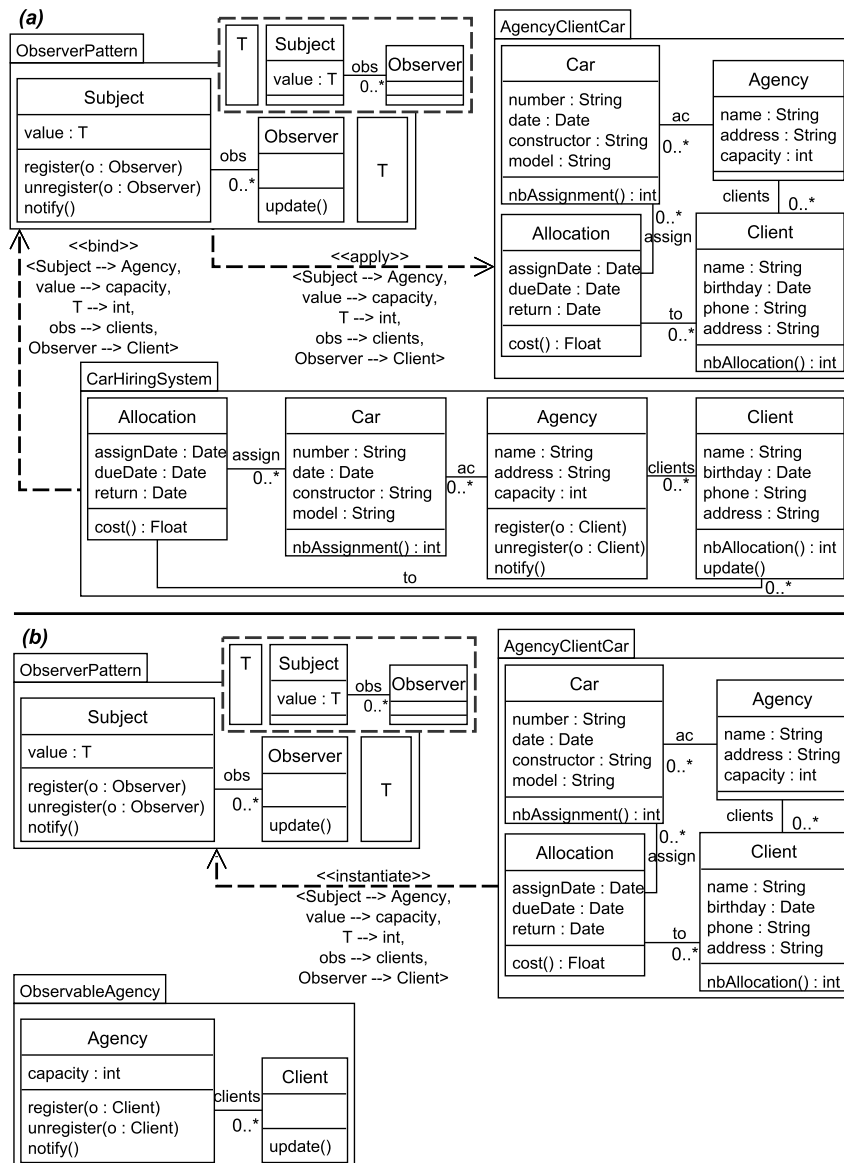 (a)
ObserverPattern
T
Subject
value : T
obs
0..*
Observer
Subject
value : T
register(o : Observer)
unregister(o : Observer)
notify()
obs
0..*
Observer
update()
T
AgencyClientCar
Car
number : String
date : Date
constructor : String
model : String
nbAssignment() : int
ac
0..*
Agency
name : String
address : String
capacity : int
clients
0..*
0..*
assign
Allocation
assignDate : Date
dueDate : Date
return : Date
cost() : Float
to
0..*
Client
name : String
birthday : Date
phone : String
address : String
nbAllocation() : int
<<bind>>
<Subject --> Agency,
value --> capacity,
T --> int,
obs --> clients,
Observer --> Client>
<<apply>>
<Subject --> Agency,
value --> capacity,
T --> int,
obs --> clients,
Observer --> Client>
CarHiringSystem
Allocation
assignDate : Date
dueDate : Date
return : Date
cost() : Float
assign
0..*
Car
number : String
date : Date
constructor : String
model : String
nbAssignment() : int
ac
0..*
Agency
name : String
address : String
capacity : int
register(o : Client)
unregister(o : Client)
notify()
clients
0..*
Client
name : String
birthday : Date
phone : String
address : String
nbAllocation() : int
update()
to
0..*
(b)
ObserverPattern
T
Subject
value : T
obs
0..*
Observer
Subject
value : T
register(o : Observer)
unregister(o : Observer)
notify()
obs
0..*
Observer
update()
T
AgencyClientCar
Car
number : String
date : Date
constructor : String
model : String
nbAssignment() : int
ac
0..*
Agency
name : String
address : String
capacity : int
clients
0..*
0..*
assign
Allocation
assignDate : Date
dueDate : Date
return : Date
cost() : Float
to
0..*
Client
name : String
birthday : Date
phone : String
address : String
nbAllocation() : int
<<instantiate>>
<Subject --> Agency,
value --> capacity,
T --> int,
obs --> clients,
Observer --> Client>
ObservableAgency
Agency
capacity : int
register(o : Client)
unregister(o : Client)
notify()
clients
0..*
Client
update()